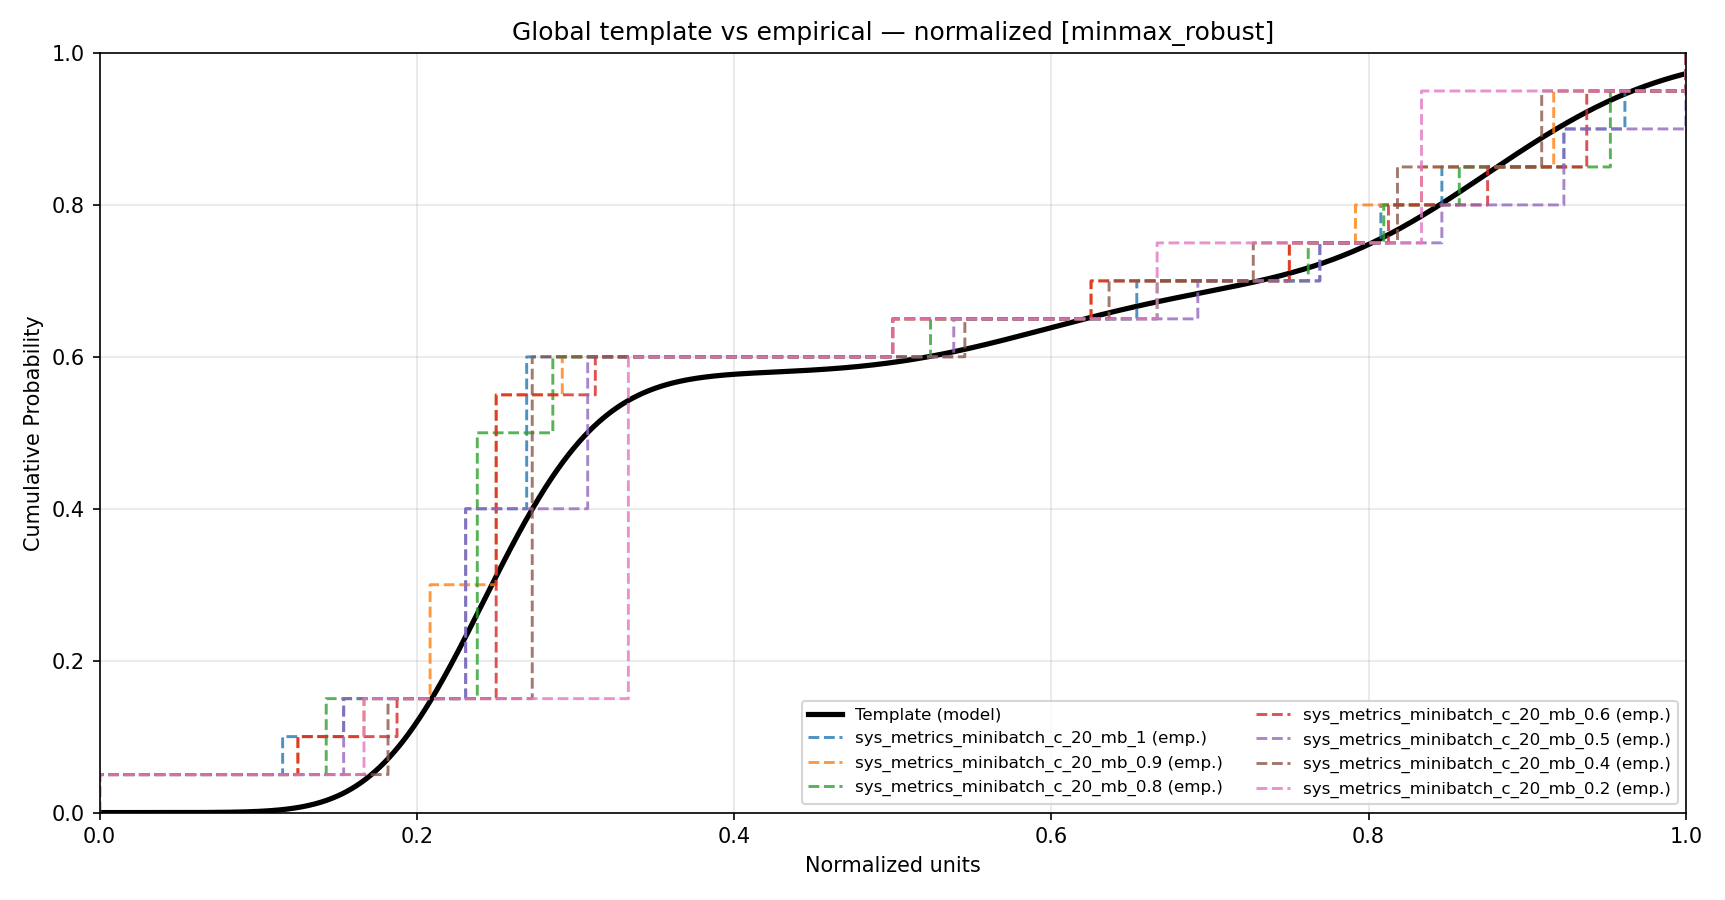 Global template vs empirical — normalized [minmax_robust]
1.0
0.8
0.6
0.4
0.2
0.0
Cumulative Probability
0.0 0.2 0.4 0.6 0.8 1.0
Normalized units
Template (model)
sys_metrics_minibatch_c_20_mb_1 (emp.)
sys_metrics_minibatch_c_20_mb_0.9 (emp.)
sys_metrics_minibatch_c_20_mb_0.8 (emp.)
sys_metrics_minibatch_c_20_mb_0.6 (emp.)
sys_metrics_minibatch_c_20_mb_0.5 (emp.)
sys_metrics_minibatch_c_20_mb_0.4 (emp.)
sys_metrics_minibatch_c_20_mb_0.2 (emp.)